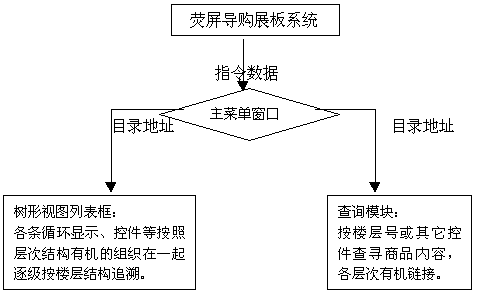 荧屏导购展板系统
指令数据
主菜单窗口
目录地址
目录地址
树形视图列表框：
各条循环显示、控件等按照
层次结构有机的组织在一起
逐级按楼层结构追溯。
查询模块：
按楼层号或其它控
件查寻商品内容，
各层次有机链接。